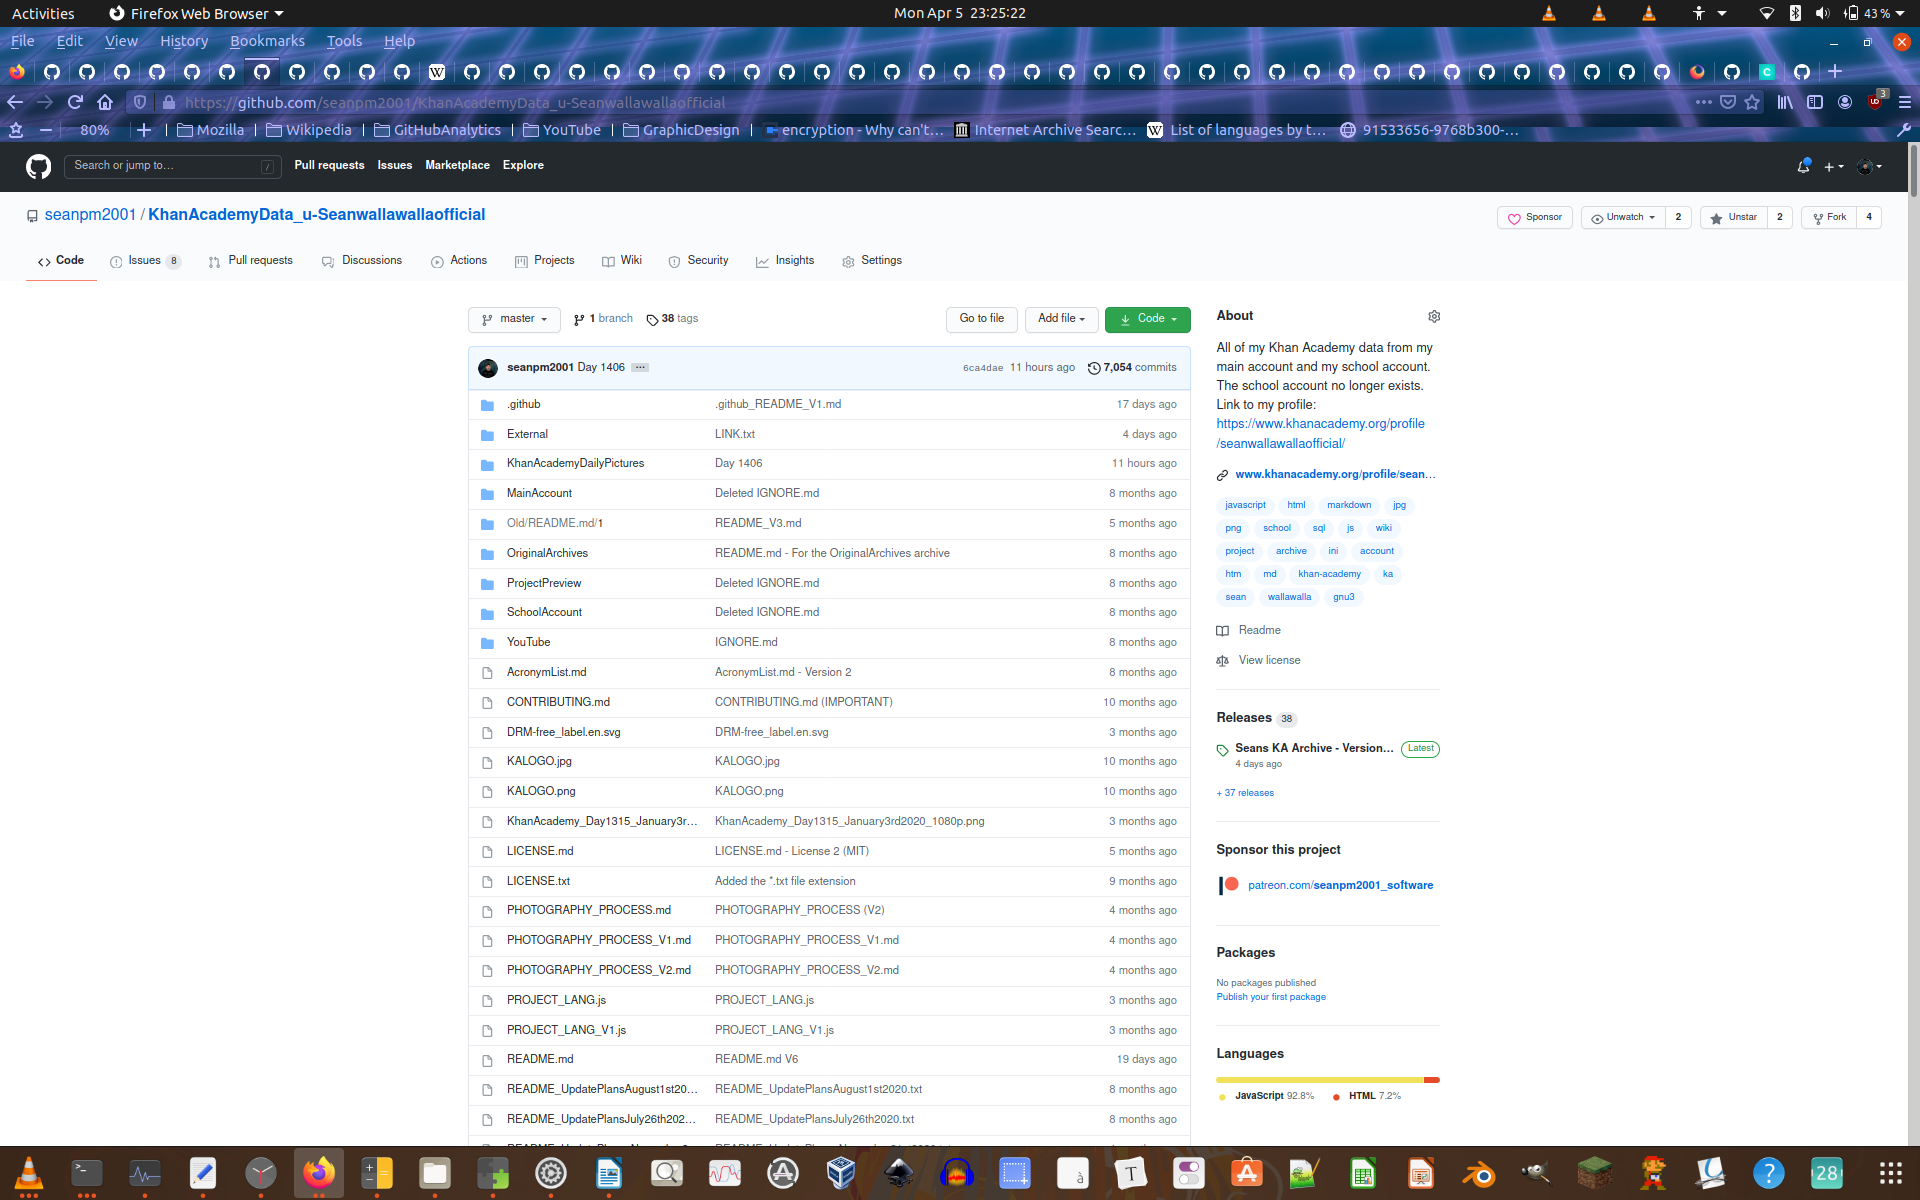 Activities Firefox Web Browser Mon Apr 5 23:25:22 43 %
File Edit View History Bookmarks Tools Help
https://github.com/seanpm2001/KhanAcademyData_u-Seanwallawallaofficial 3
80% Mozilla Wikipedia GitHubAnalytics YouTube GraphicDesign encryption - Why can't… Internet Archive Searc… List of languages by t… 91533656-9768b300-…
Search or jump to… / Pull requests Issues Marketplace Explore
seanpm2001 / KhanAcademyData_u-Seanwallawallaofficial Sponsor Unwatch 2 Unstar 2 Fork 4
Code Issues 8 Pull requests Discussions Actions Projects Wiki Security Insights Settings
master 1 branch 38 tags Go to file Add file Code
seanpm2001 Day 1406 … 6ca4dae 11 hours ago 7,054 commits
.github .github_README_V1.md 17 days ago
External LINK.txt 4 days ago
KhanAcademyDailyPictures Day 1406 11 hours ago
MainAccount Deleted IGNORE.md 8 months ago
Old/README.md/1 README_V3.md 5 months ago
OriginalArchives README.md - For the OriginalArchives archive 8 months ago
ProjectPreview Deleted IGNORE.md 8 months ago
SchoolAccount Deleted IGNORE.md 8 months ago
YouTube IGNORE.md 8 months ago
AcronymList.md AcronymList.md - Version 2 8 months ago
CONTRIBUTING.md CONTRIBUTING.md (IMPORTANT) 10 months ago
DRM-free_label.en.svg DRM-free_label.en.svg 3 months ago
KALOGO.jpg KALOGO.jpg 10 months ago
KALOGO.png KALOGO.png 10 months ago
KhanAcademy_Day1315_January3r… KhanAcademy_Day1315_January3rd2020_1080p.png 3 months ago
LICENSE.md LICENSE.md - License 2 (MIT) 5 months ago
LICENSE.txt Added the *.txt file extension 9 months ago
PHOTOGRAPHY_PROCESS.md PHOTOGRAPHY_PROCESS (V2) 4 months ago
PHOTOGRAPHY_PROCESS_V1.md PHOTOGRAPHY_PROCESS_V1.md 4 months ago
PHOTOGRAPHY_PROCESS_V2.md PHOTOGRAPHY_PROCESS_V2.md 4 months ago
PROJECT_LANG.js PROJECT_LANG.js 3 months ago
PROJECT_LANG_V1.js PROJECT_LANG_V1.js 3 months ago
README.md README.md V6 19 days ago
README_UpdatePlansAugust1st20… README_UpdatePlansAugust1st2020.txt 8 months ago
README_UpdatePlansJuly26th202… README_UpdatePlansJuly26th2020.txt 8 months ago
About
All of my Khan Academy data from my
main account and my school account.
The school account no longer exists.
Link to my profile:
https://www.khanacademy.org/profile
/seanwallawallaofficial/
www.khanacademy.org/profile/sean…
javascript html markdown jpg
png school sql js wiki
project archive ini account
htm md khan-academy ka
sean wallawalla gnu3
Readme
View license
Releases 38
Seans KA Archive - Version… Latest
4 days ago
+ 37 releases
Sponsor this project
patreon.com/seanpm2001_software
Packages
No packages published
Publish your first package
Languages
JavaScript 92.8% HTML 7.2%
28